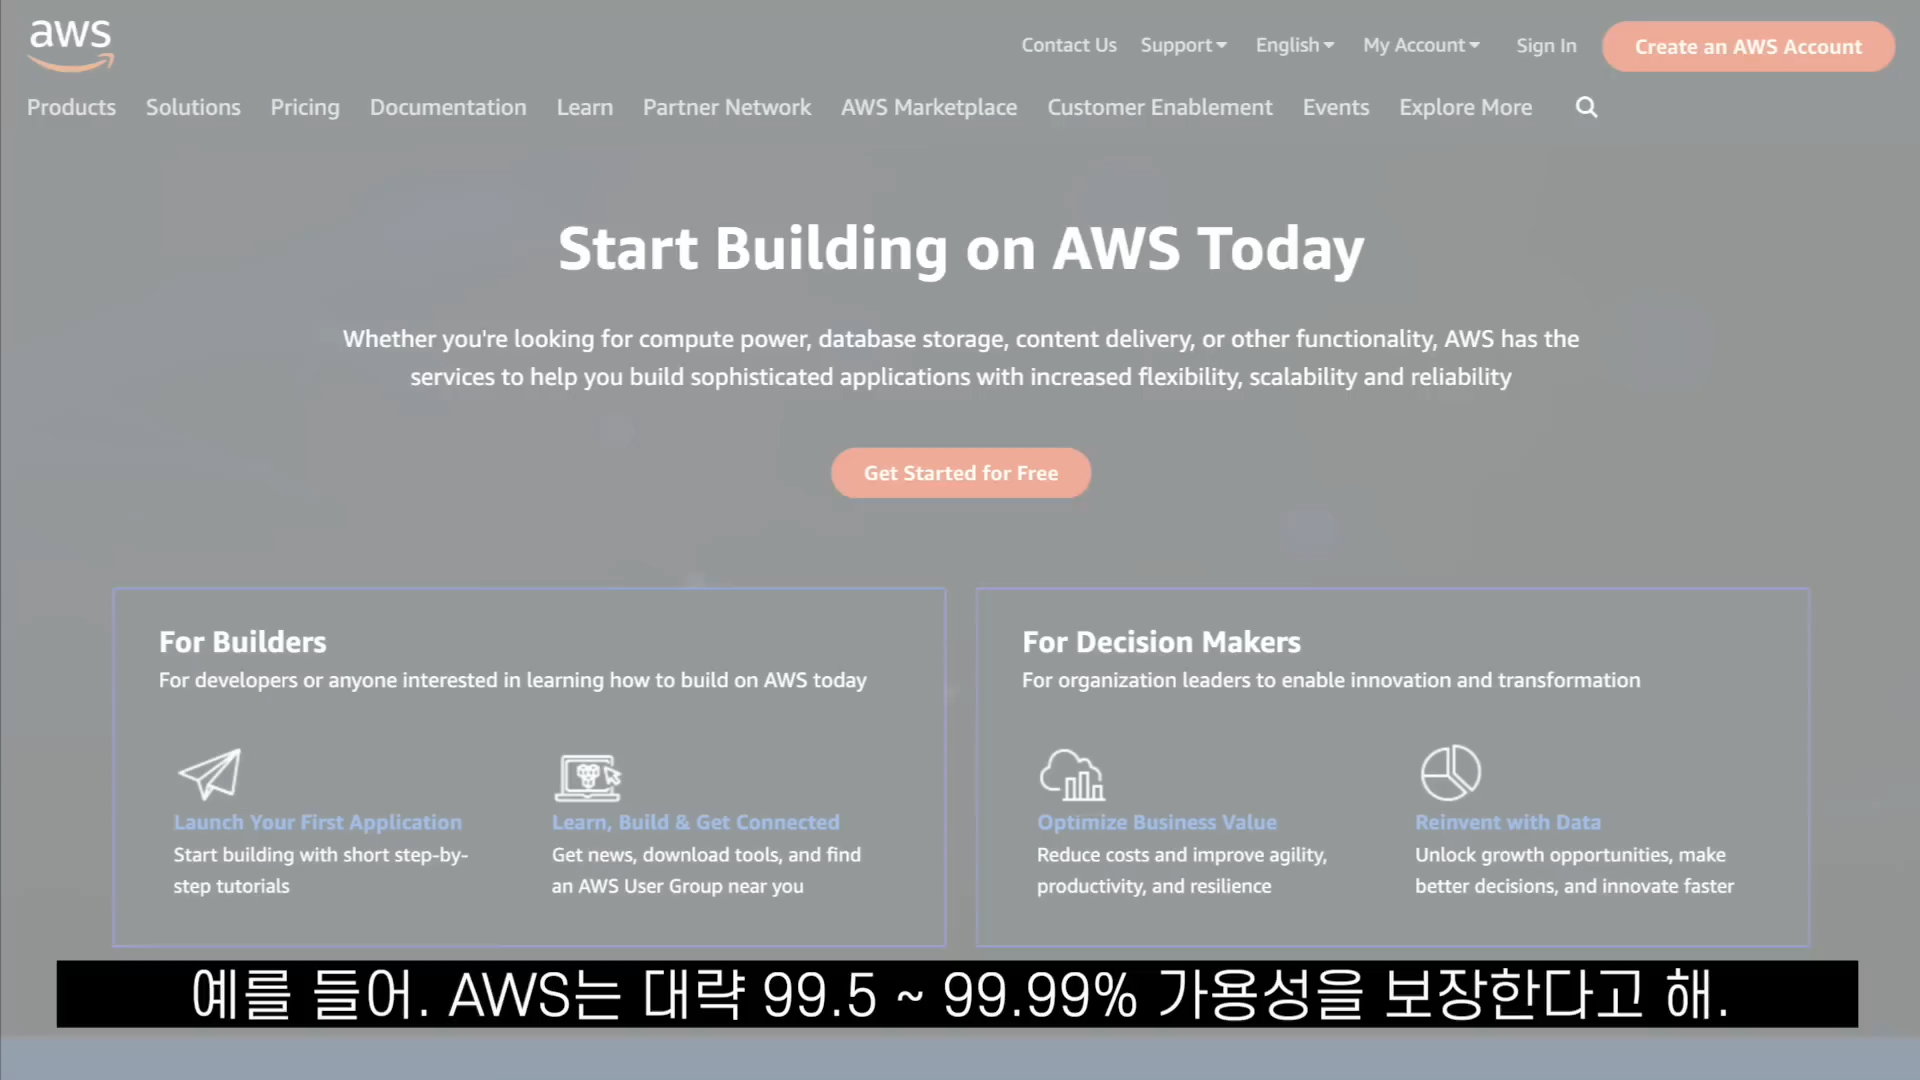 aws
Contact Us Support English My Account Sign In Create an AWS Account
Products Solutions Pricing Documentation Learn Partner Network AWS Marketplace Customer Enablement Events Explore More
Start Building on AWS Today
Whether you're looking for compute power, database storage, content delivery, or other functionality, AWS has the
services to help you build sophisticated applications with increased flexibility, scalability and reliability
Get Started for Free
For Builders
For developers or anyone interested in learning how to build on AWS today
Launch Your First Application
Start building with short step-by-
step tutorials
Learn, Build & Get Connected
Get news, download tools, and find
an AWS User Group near you
For Decision Makers
For organization leaders to enable innovation and transformation
Optimize Business Value
Reduce costs and improve agility,
productivity, and resilience
Reinvent with Data
Unlock growth opportunities, make
better decisions, and innovate faster
예를 들어. AWS는 대략 99.5 ~ 99.99% 가용성을 보장한다고 해.